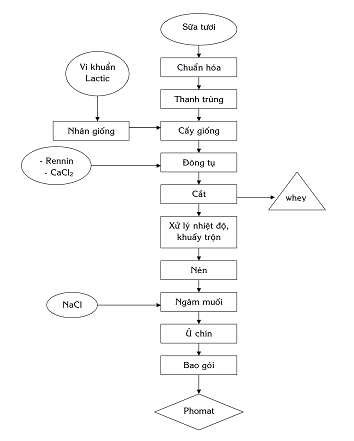 Sữa tươi
Vi khuẩn
Lactic
Chuẩn hóa
Thanh trùng
Nhân giống
Cấy giống
- Rennin
- CaCl₂
Đông tụ
Cắt
whey
Xử lý nhiệt độ,
khuấy trộn
Nén
NaCl
Ngâm muối
Ủ chín
Bao gói
Phomat